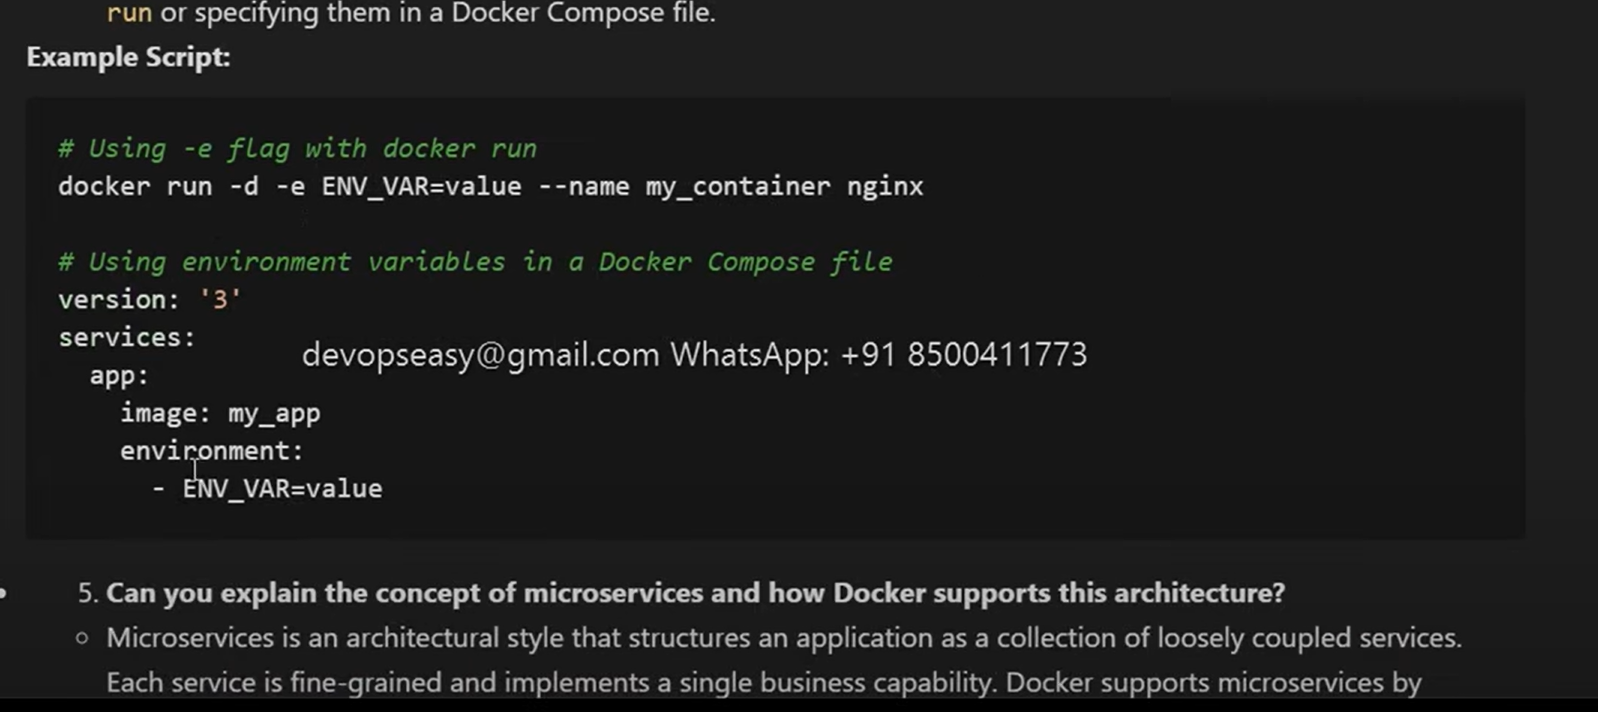 run or specifying them in a Docker Compose file.
Example Script:
# Using -e flag with docker run
docker run -d -e ENV_VAR=value --name my_container nginx
# Using environment variables in a Docker Compose file
version: '3'
services:
devopseasy@gmail.com WhatsApp: +91 8500411773
app:
image: my_app
environment:
- ENV_VAR=value
5. Can you explain the concept of microservices and how Docker supports this architecture?
Microservices is an architectural style that structures an application as a collection of loosely coupled services.
Each service is fine-grained and implements a single business capability. Docker supports microservices by